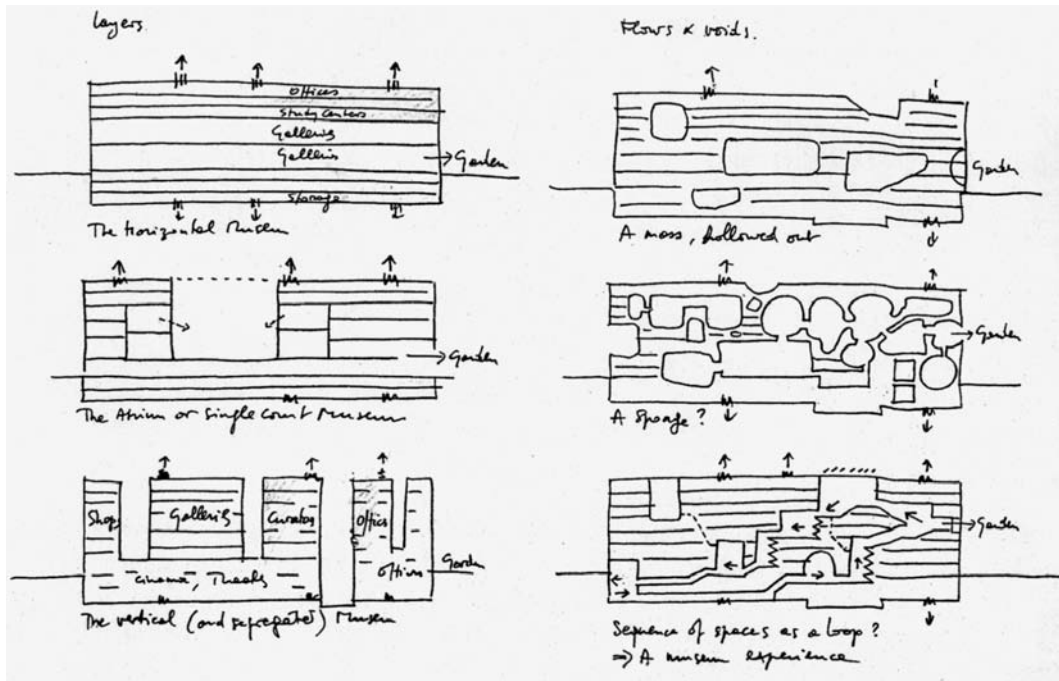 Layers.
offices
study centers
Galleries
Galleries
→ Garden
storage
The Horizontal Museum
→ Garden
The Atrium or Single Court Museum
Shop
Galleries
Curators
Offices
Cinema, Theaters
Offices
Garden
The vertical (and segregated) Museum
Flows & voids.
Garden
A mass, hollowed out
→ Garden
A sponge?
→ Garden
Sequence of spaces as a loop?
⇒ A museum experience